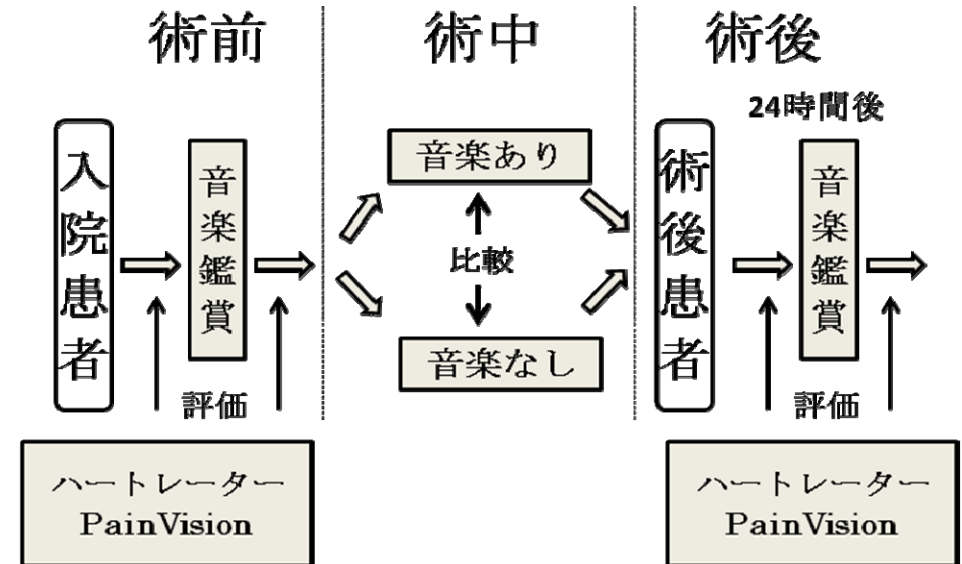 術前
術中
術後
入院患者
音楽鑑賞
評価
ハートレーター
PainVision
音楽あり
比較
音楽なし
24時間後
術後患者
音楽鑑賞
評価
ハートレーター
PainVision